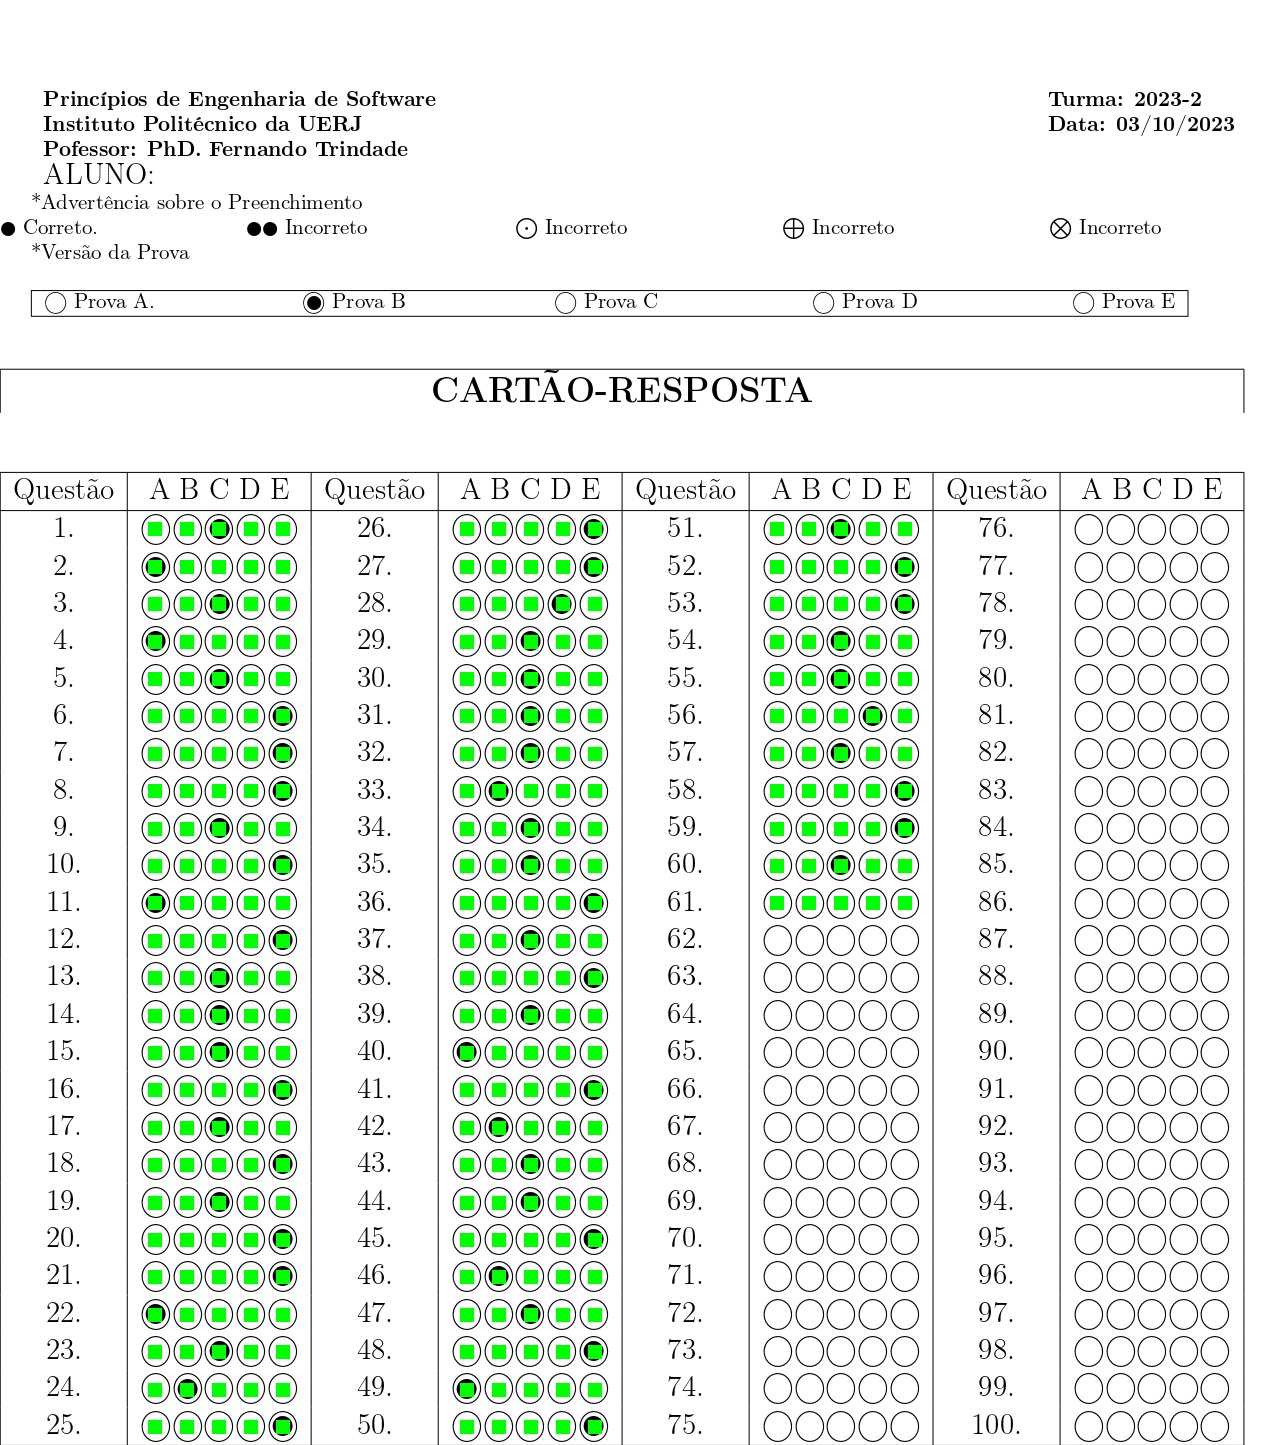 Princípios de Engenharia de Software
Turma: 2023-2
Instituto Politécnico da UERJ
Data: 03/10/2023
Pofessor: PhD. Fernando Trindade
ALUNO:
*Advertência sobre o Preenchimento
Correto. Incorreto Incorreto Incorreto Incorreto
*Versão da Prova
Prova A. Prova B Prova C Prova D Prova E
CARTÃO-RESPOSTA
Questão A B C D E Questão A B C D E Questão A B C D E Questão A B C D E
1. 26. 51. 76.
2. 27. 52. 77.
3. 28. 53. 78.
4. 29. 54. 79.
5. 30. 55. 80.
6. 31. 56. 81.
7. 32. 57. 82.
8. 33. 58. 83.
9. 34. 59. 84.
10. 35. 60. 85.
11. 36. 61. 86.
12. 37. 62. 87.
13. 38. 63. 88.
14. 39. 64. 89.
15. 40. 65. 90.
16. 41. 66. 91.
17. 42. 67. 92.
18. 43. 68. 93.
19. 44. 69. 94.
20. 45. 70. 95.
21. 46. 71. 96.
22. 47. 72. 97.
23. 48. 73. 98.
24. 49. 74. 99.
25. 50. 75. 100.